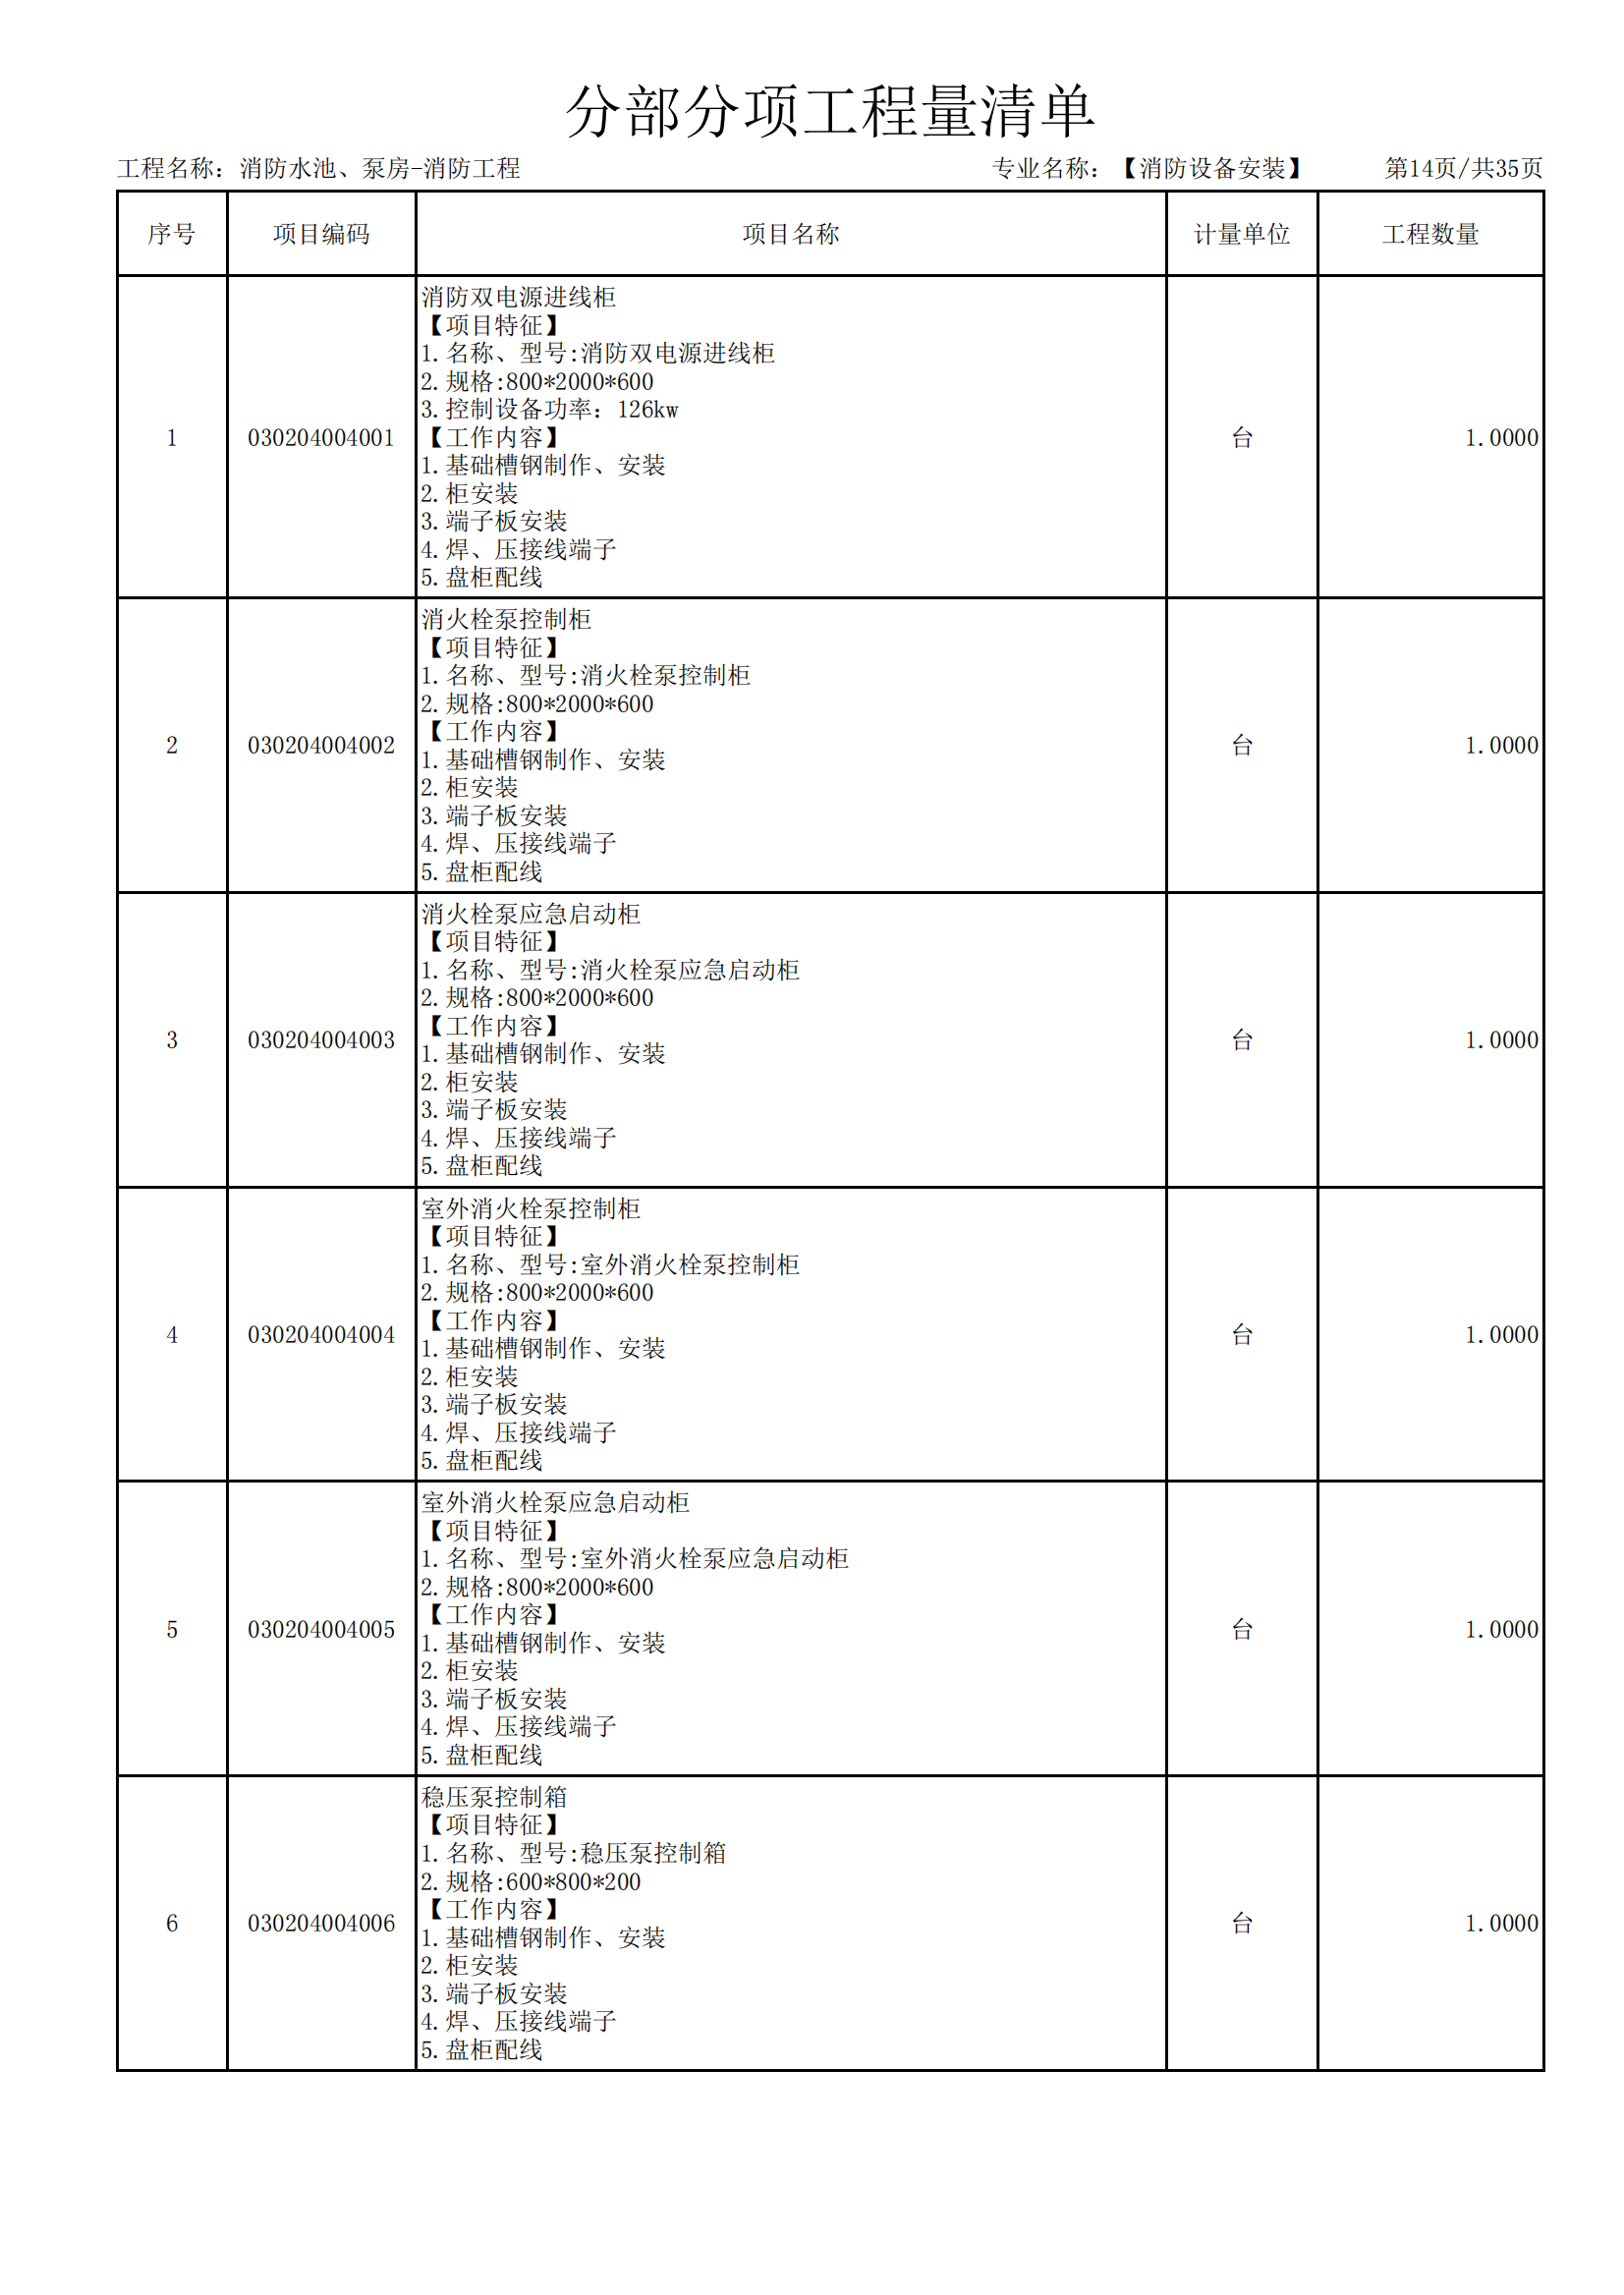 分部分项工程量清单
工程名称：消防水池、泵房-消防工程 专业名称：【消防设备安装】 第14页/共35页
序号 项目编码 项目名称 计量单位 工程数量
消防双电源进线柜
【项目特征】
1.名称、型号:消防双电源进线柜
2.规格:800*2000*600
3.控制设备功率：126kw
1 030204004001 【工作内容】 台 1.0000
1.基础槽钢制作、安装
2.柜安装
3.端子板安装
4.焊、压接线端子
5.盘柜配线
消火栓泵控制柜
【项目特征】
1.名称、型号:消火栓泵控制柜
2.规格:800*2000*600
2 030204004002 【工作内容】 台 1.0000
1.基础槽钢制作、安装
2.柜安装
3.端子板安装
4.焊、压接线端子
5.盘柜配线
消火栓泵应急启动柜
【项目特征】
1.名称、型号:消火栓泵应急启动柜
2.规格:800*2000*600
3 030204004003 【工作内容】 台 1.0000
1.基础槽钢制作、安装
2.柜安装
3.端子板安装
4.焊、压接线端子
5.盘柜配线
室外消火栓泵控制柜
【项目特征】
1.名称、型号:室外消火栓泵控制柜
2.规格:800*2000*600
4 030204004004 【工作内容】 台 1.0000
1.基础槽钢制作、安装
2.柜安装
3.端子板安装
4.焊、压接线端子
5.盘柜配线
室外消火栓泵应急启动柜
【项目特征】
1.名称、型号:室外消火栓泵应急启动柜
2.规格:800*2000*600
5 030204004005 【工作内容】 台 1.0000
1.基础槽钢制作、安装
2.柜安装
3.端子板安装
4.焊、压接线端子
5.盘柜配线
稳压泵控制箱
【项目特征】
1.名称、型号:稳压泵控制箱
2.规格:600*800*200
6 030204004006 【工作内容】 台 1.0000
1.基础槽钢制作、安装
2.柜安装
3.端子板安装
4.焊、压接线端子
5.盘柜配线